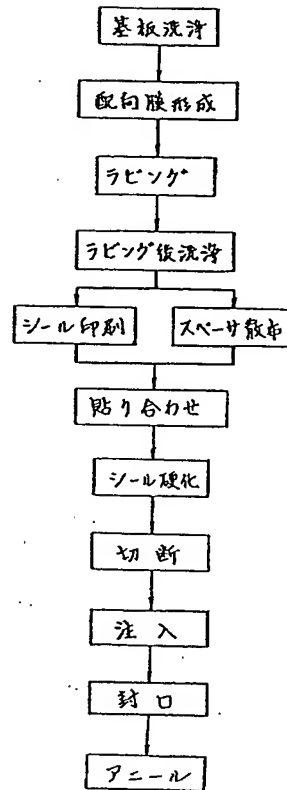 基板洗浄
配向膜形成
ラビング
ラビング後洗浄
シール印刷
スペーサ散布
貼り合わせ
シール硬化
切断
注入
封口
アニール